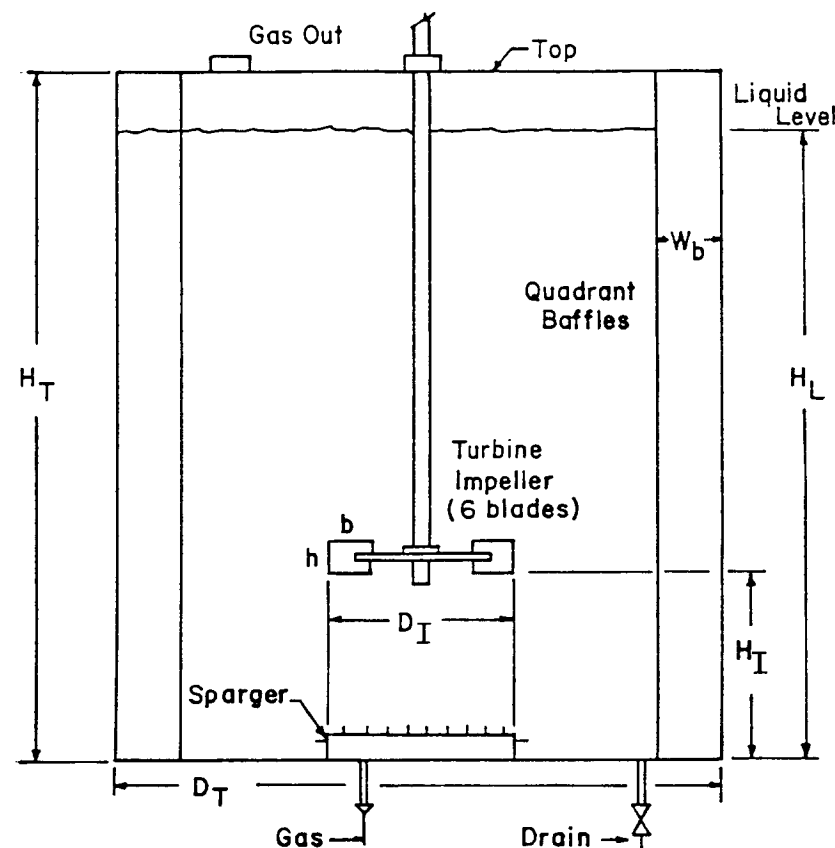 Gas Out
Top
Liquid
Level
W_b
Quadrant
Baffles
H_T
H_L
Turbine
Impeller
(6 blades)
b
h
D_I
H_I
Sparger
D_T
Gas
Drain